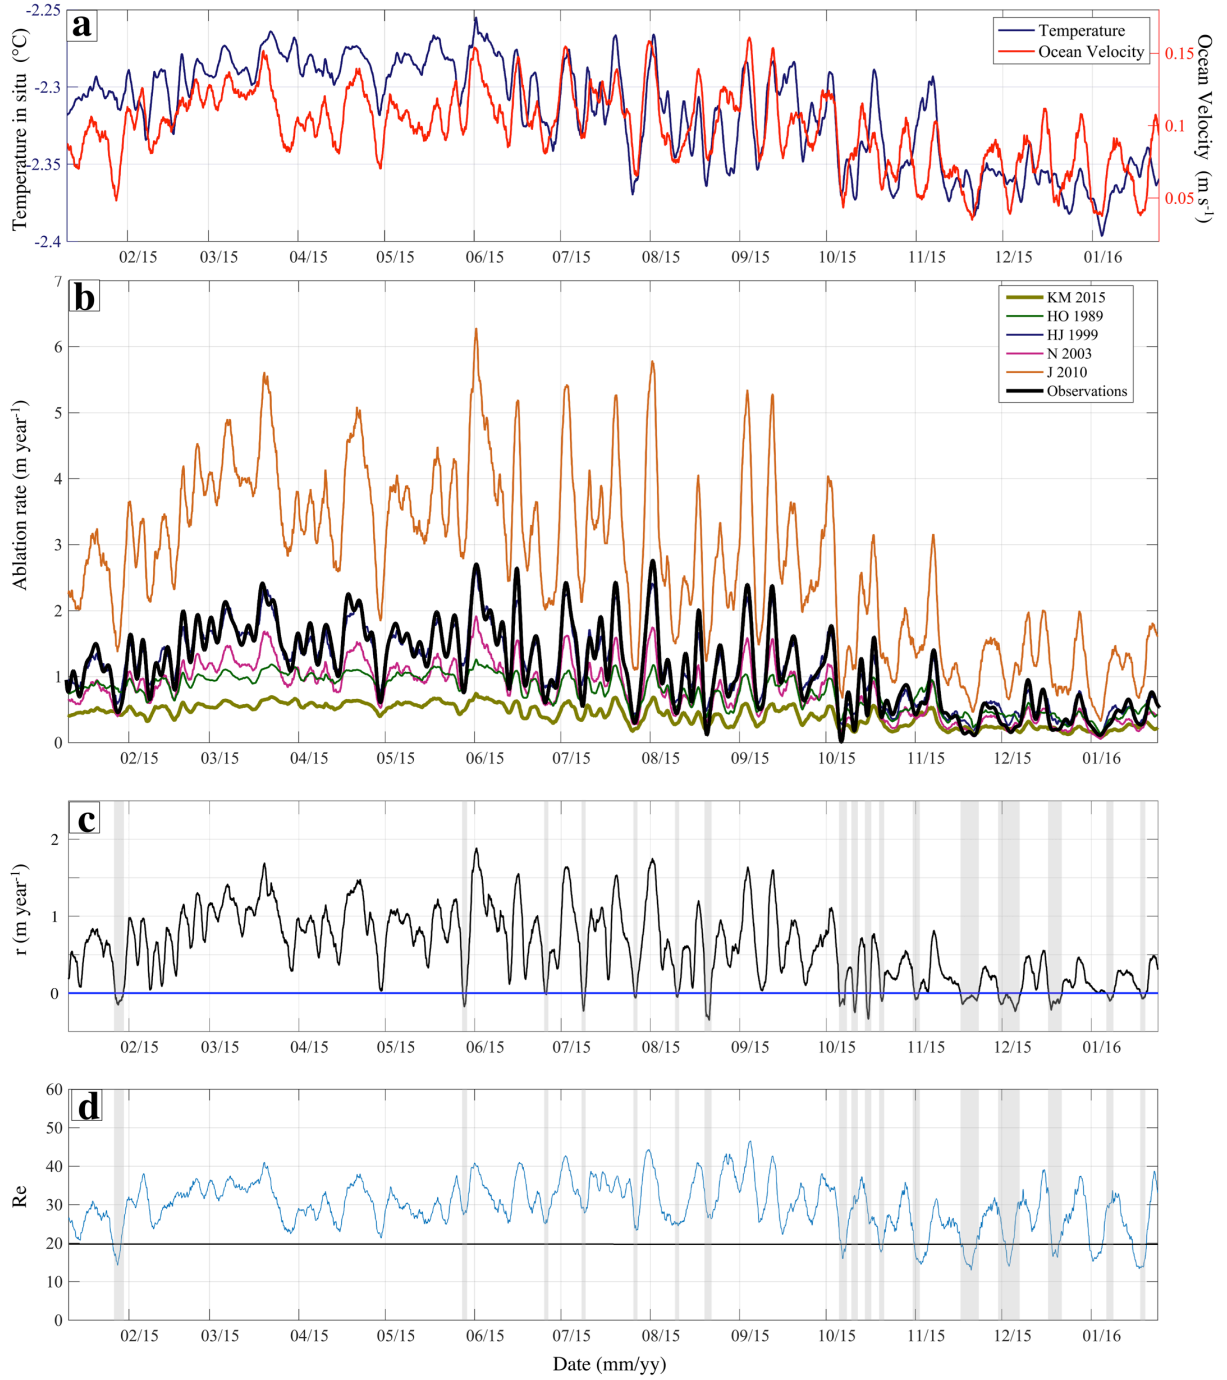 a
Temperature in situ (°C)
-2.25
-2.3
-2.35
-2.4
Temperature
Ocean Velocity
0.15
0.1
0.05
Ocean Velocity (m s-1)
02/15 03/15 04/15 05/15 06/15 07/15 08/15 09/15 10/15 11/15 12/15 01/16
b
Ablation rate (m year-1)
7
6
5
4
3
2
1
0
KM 2015
HO 1989
HJ 1999
N 2003
J 2010
Observations
02/15 03/15 04/15 05/15 06/15 07/15 08/15 09/15 10/15 11/15 12/15 01/16
c
r (m year-1)
2
1
0
02/15 03/15 04/15 05/15 06/15 07/15 08/15 09/15 10/15 11/15 12/15 01/16
d
Re
60
50
40
30
20
10
0
02/15 03/15 04/15 05/15 06/15 07/15 08/15 09/15 10/15 11/15 12/15 01/16
Date (mm/yy)